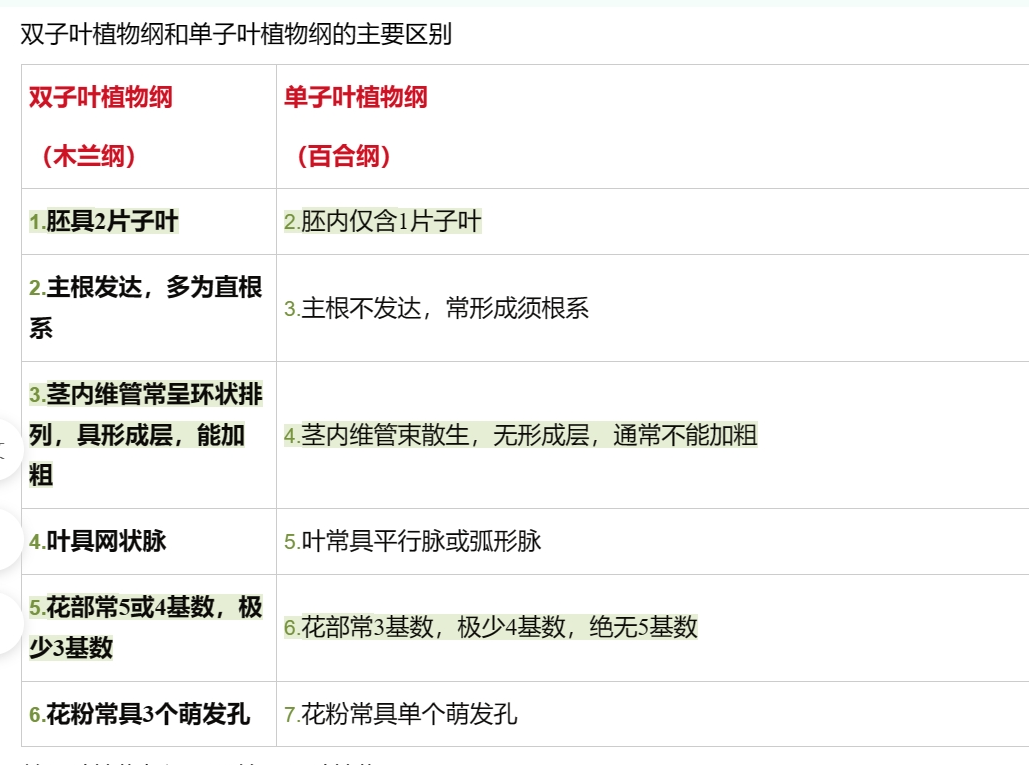 双子叶植物纲和单子叶植物纲的主要区别
双子叶植物纲
（木兰纲）
单子叶植物纲
（百合纲）
1.胚具2片子叶
2.胚内仅含1片子叶
2.主根发达，多为直根
系
3.主根不发达，常形成须根系
3.茎内维管常呈环状排
列，具形成层，能加
粗
4.茎内维管束散生，无形成层，通常不能加粗
4.叶具网状脉
5.叶常具平行脉或弧形脉
5.花部常5或4基数，极
少3基数
6.花部常3基数，极少4基数，绝无5基数
6.花粉常具3个萌发孔
7.花粉常具单个萌发孔